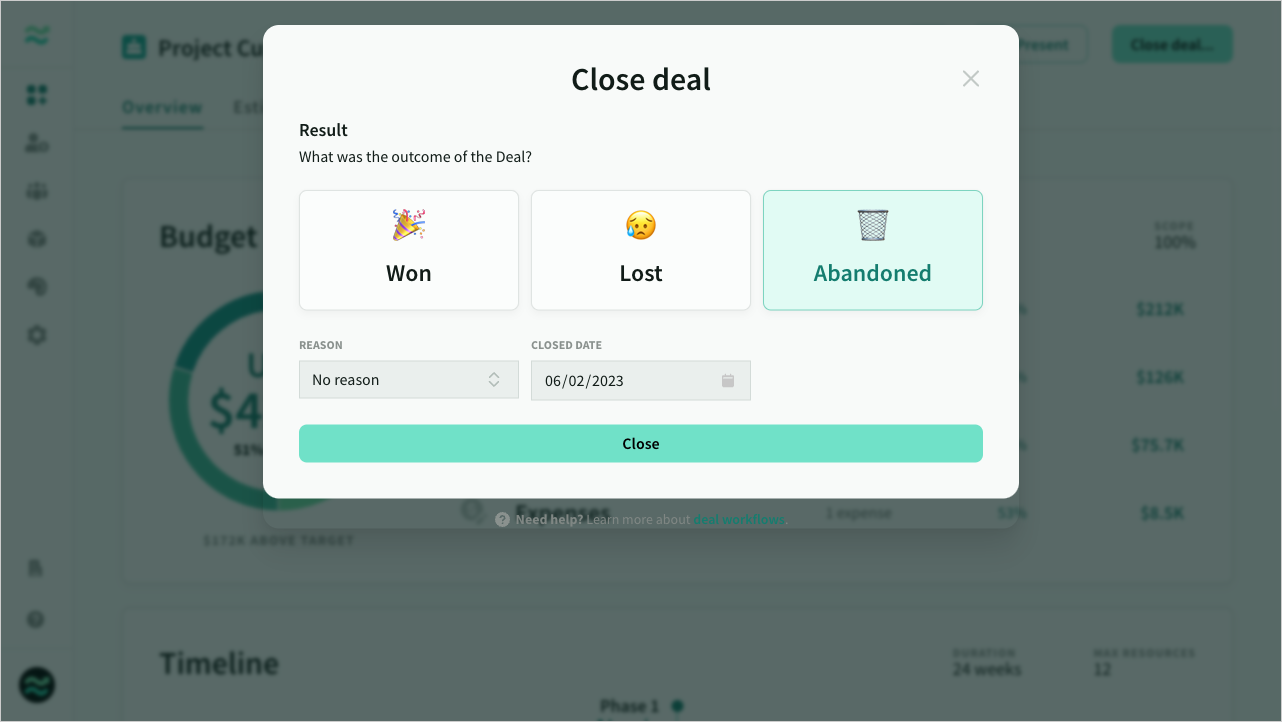 Project Cu
Present
Close deal...
Overview
Esti
Close deal
Result
What was the outcome of the Deal?
Won
Lost
Abandoned
REASON
CLOSED DATE
No reason
06/02/2023
Close
Need help? Learn more about deal workflows.
Budget
SCOPE
100%
$212K
$126K
$75.7K
$4
51%
Expenses
1 expense
53%
$8.5K
$172K ABOVE TARGET
Timeline
DURATION
24 weeks
MAX RESOURCES
12
Phase 1